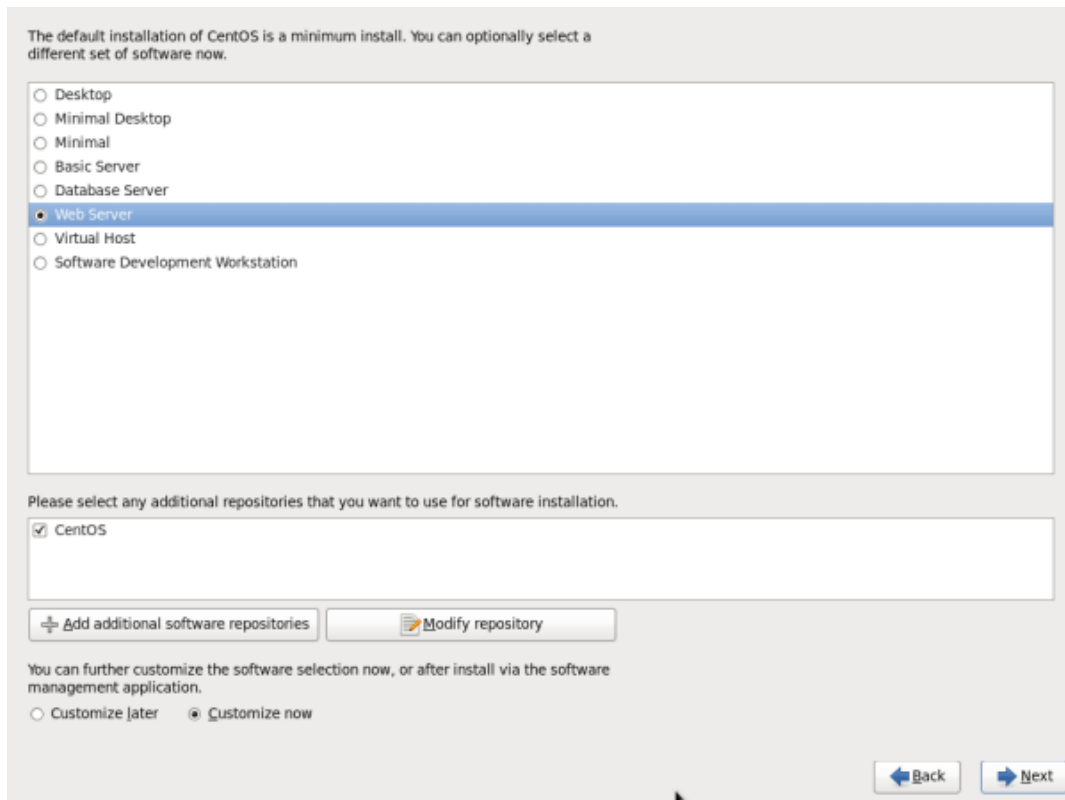 The default installation of CentOS is a minimum install. You can optionally select a
different set of software now.
Desktop
Minimal Desktop
Minimal
Basic Server
Database Server
Web Server
Virtual Host
Software Development Workstation
Please select any additional repositories that you want to use for software installation.
CentOS
Add additional software repositories
Modify repository
You can further customize the software selection now, or after install via the software
management application.
Customize later
Customize now
Back
Next